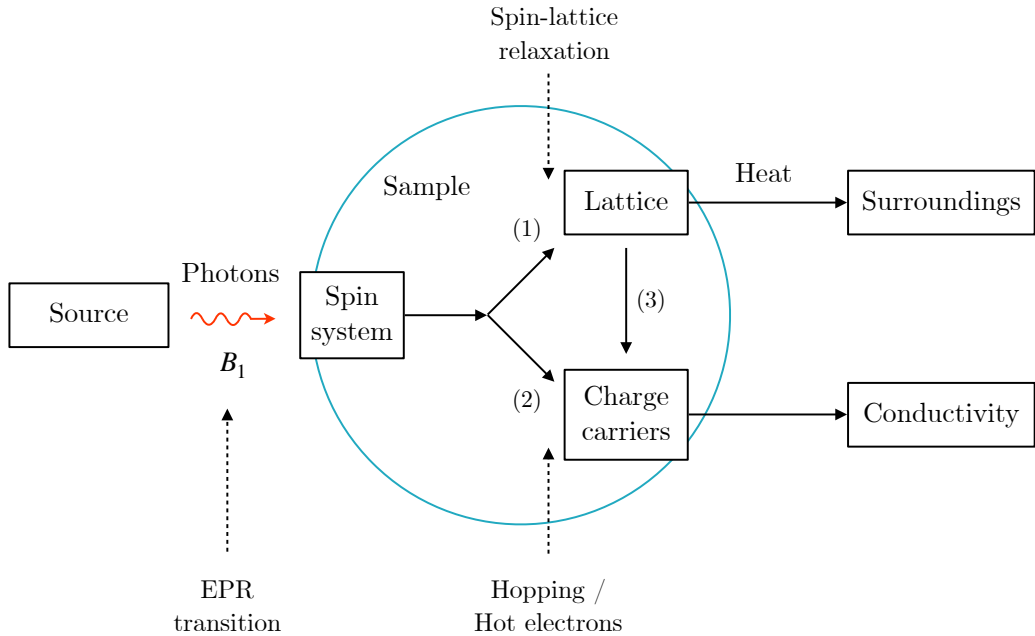 Spin-lattice
relaxation
Sample
Lattice
Heat
Surroundings
(1)
Photons
Source
Spin
system
(3)
B₁
(2)
Charge
carriers
Conductivity
EPR
transition
Hopping /
Hot electrons